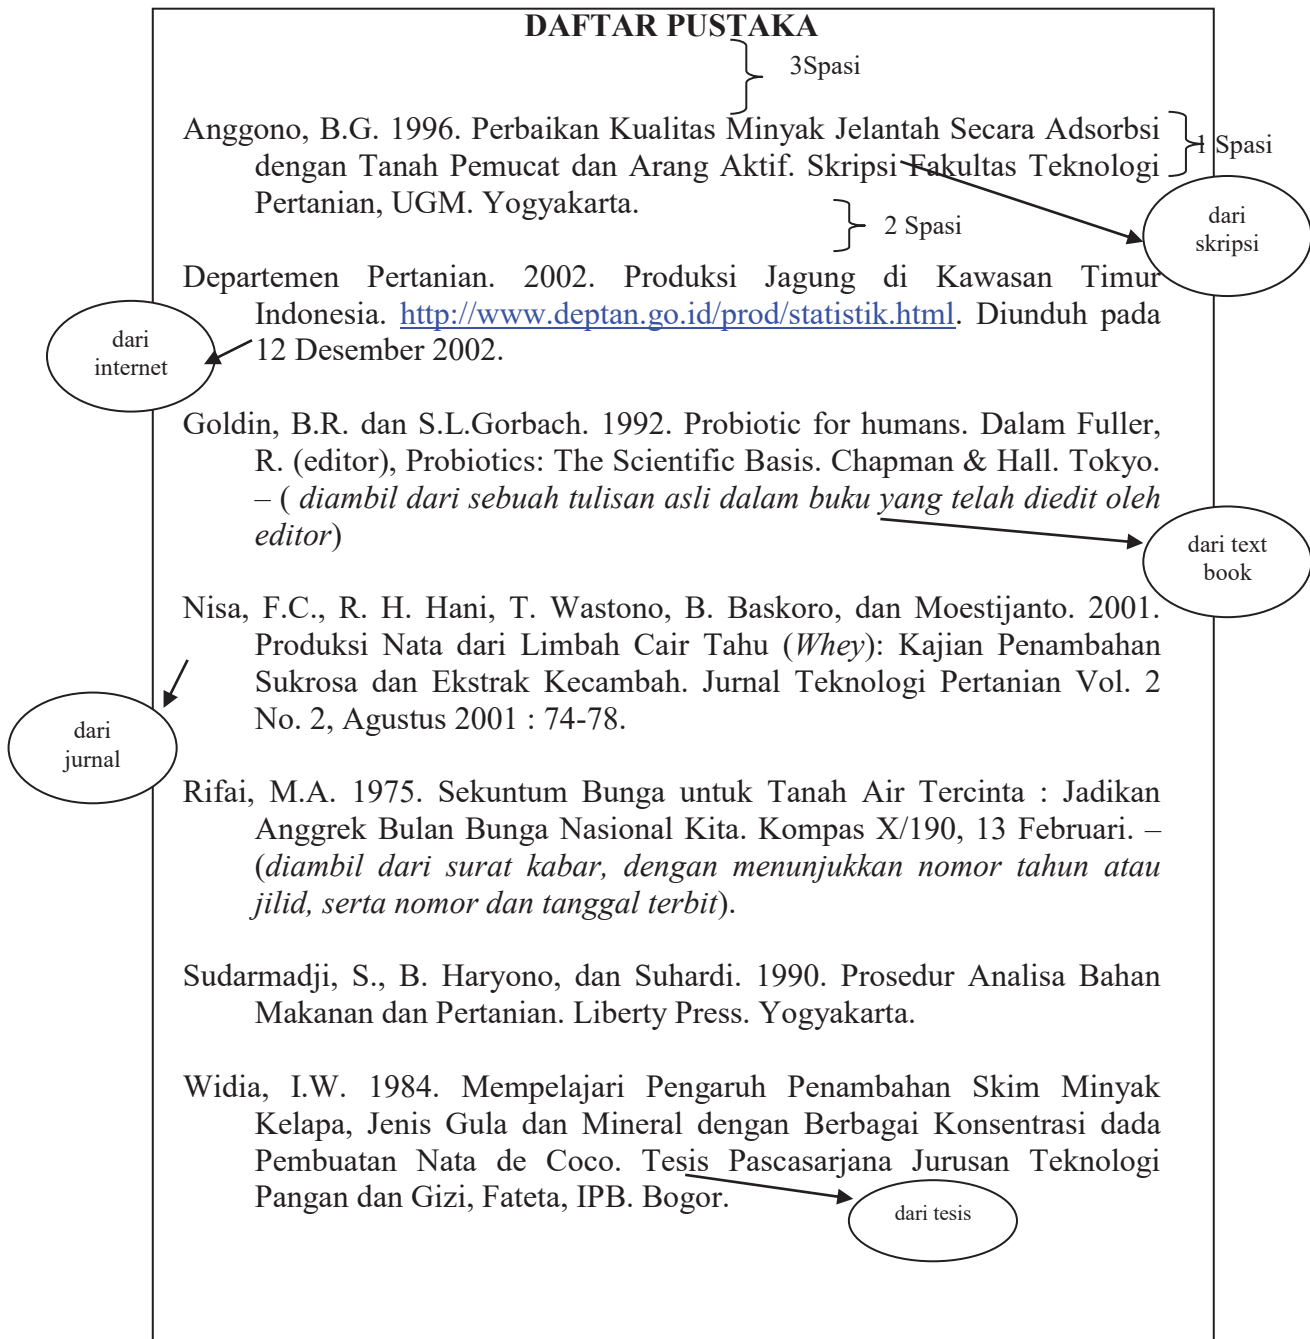 DAFTAR PUSTAKA
3Spasi
Anggono, B.G. 1996. Perbaikan Kualitas Minyak Jelantah Secara Adsorbsi
dengan Tanah Pemucat dan Arang Aktif. Skripsi Fakultas Teknologi
Pertanian, UGM. Yogyakarta.
1 Spasi
dari
skripsi
2 Spasi
Departemen Pertanian. 2002. Produksi Jagung di Kawasan Timur
Indonesia. http://www.deptan.go.id/prod/statistik.html. Diunduh pada
12 Desember 2002.
dari
internet
Goldin, B.R. dan S.L.Gorbach. 1992. Probiotic for humans. Dalam Fuller,
R. (editor), Probiotics: The Scientific Basis. Chapman & Hall. Tokyo.
– ( diambil dari sebuah tulisan asli dalam buku yang telah diedit oleh
editor)
dari text
book
Nisa, F.C., R. H. Hani, T. Wastono, B. Baskoro, dan Moestijanto. 2001.
Produksi Nata dari Limbah Cair Tahu (Whey): Kajian Penambahan
Sukrosa dan Ekstrak Kecambah. Jurnal Teknologi Pertanian Vol. 2
No. 2, Agustus 2001 : 74-78.
dari
jurnal
Rifai, M.A. 1975. Sekuntum Bunga untuk Tanah Air Tercinta : Jadikan
Anggrek Bulan Bunga Nasional Kita. Kompas X/190, 13 Februari. –
(diambil dari surat kabar, dengan menunjukkan nomor tahun atau
jilid, serta nomor dan tanggal terbit).
Sudarmadji, S., B. Haryono, dan Suhardi. 1990. Prosedur Analisa Bahan
Makanan dan Pertanian. Liberty Press. Yogyakarta.
Widia, I.W. 1984. Mempelajari Pengaruh Penambahan Skim Minyak
Kelapa, Jenis Gula dan Mineral dengan Berbagai Konsentrasi dada
Pembuatan Nata de Coco. Tesis Pascasarjana Jurusan Teknologi
Pangan dan Gizi, Fateta, IPB. Bogor.
dari tesis